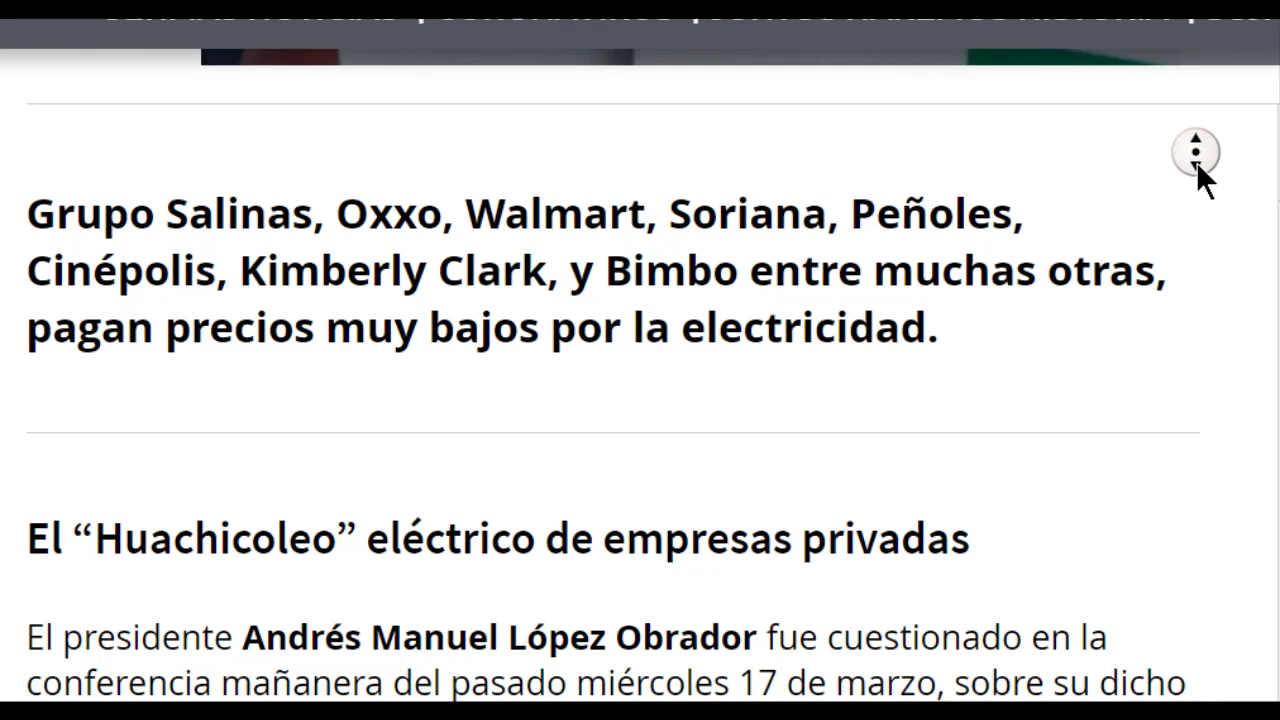 Grupo Salinas, Oxxo, Walmart, Soriana, Peñoles,
Cinépolis, Kimberly Clark, y Bimbo entre muchas otras,
pagan precios muy bajos por la electricidad.
El “Huachicoleo” eléctrico de empresas privadas
El presidente Andrés Manuel López Obrador fue cuestionado en la
conferencia mañanera del pasado miércoles 17 de marzo, sobre su dicho